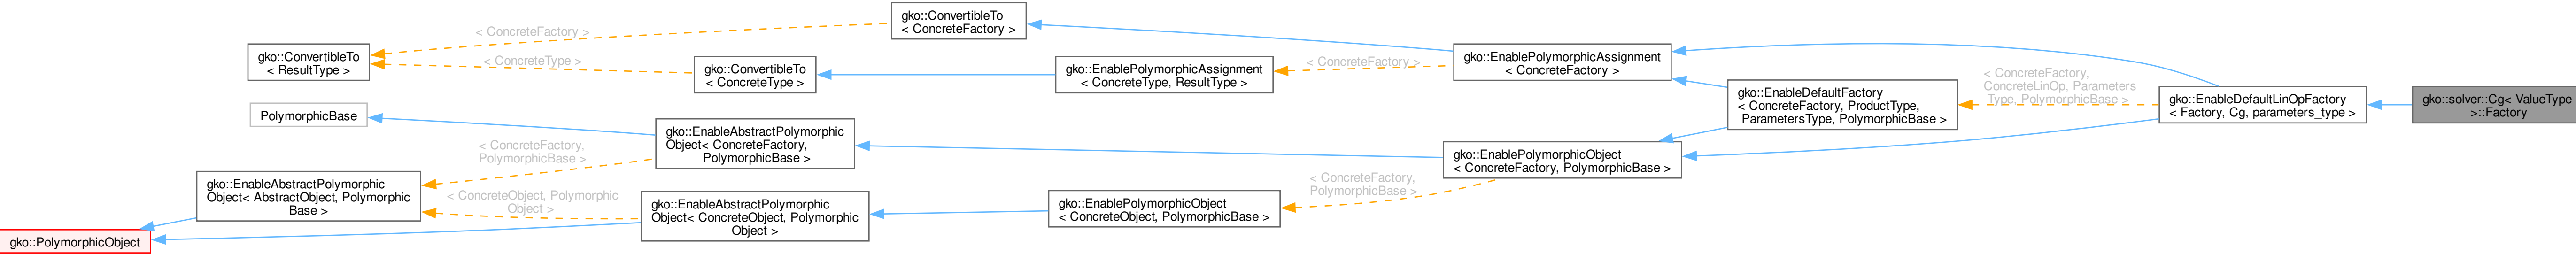 gko::ConvertibleTo
< ConcreteFactory >
< ConcreteFactory >
gko::ConvertibleTo
< ResultType >
< ConcreteType >
gko::ConvertibleTo
< ConcreteType >
gko::EnablePolymorphicAssignment
< ConcreteType, ResultType >
< ConcreteFactory >
gko::EnablePolymorphicAssignment
< ConcreteFactory >
gko::EnableDefaultFactory
< ConcreteFactory, ProductType,
ParametersType, PolymorphicBase >
< ConcreteFactory,
ConcreteLinOp, Parameters
Type, PolymorphicBase >
gko::EnableDefaultLinOpFactory
< Factory, Cg, parameters_type >
gko::solver::Cg< ValueType
>::Factory
PolymorphicBase
gko::EnableAbstractPolymorphic
Object< ConcreteFactory,
PolymorphicBase >
< ConcreteFactory,
PolymorphicBase >
gko::EnablePolymorphicObject
< ConcreteFactory, PolymorphicBase >
gko::EnableAbstractPolymorphic
Object< AbstractObject, Polymorphic
Base >
< ConcreteObject, Polymorphic
Object >
gko::EnableAbstractPolymorphic
Object< ConcreteObject, Polymorphic
Object >
gko::EnablePolymorphicObject
< ConcreteObject, PolymorphicBase >
< ConcreteFactory,
PolymorphicBase >
gko::PolymorphicObject